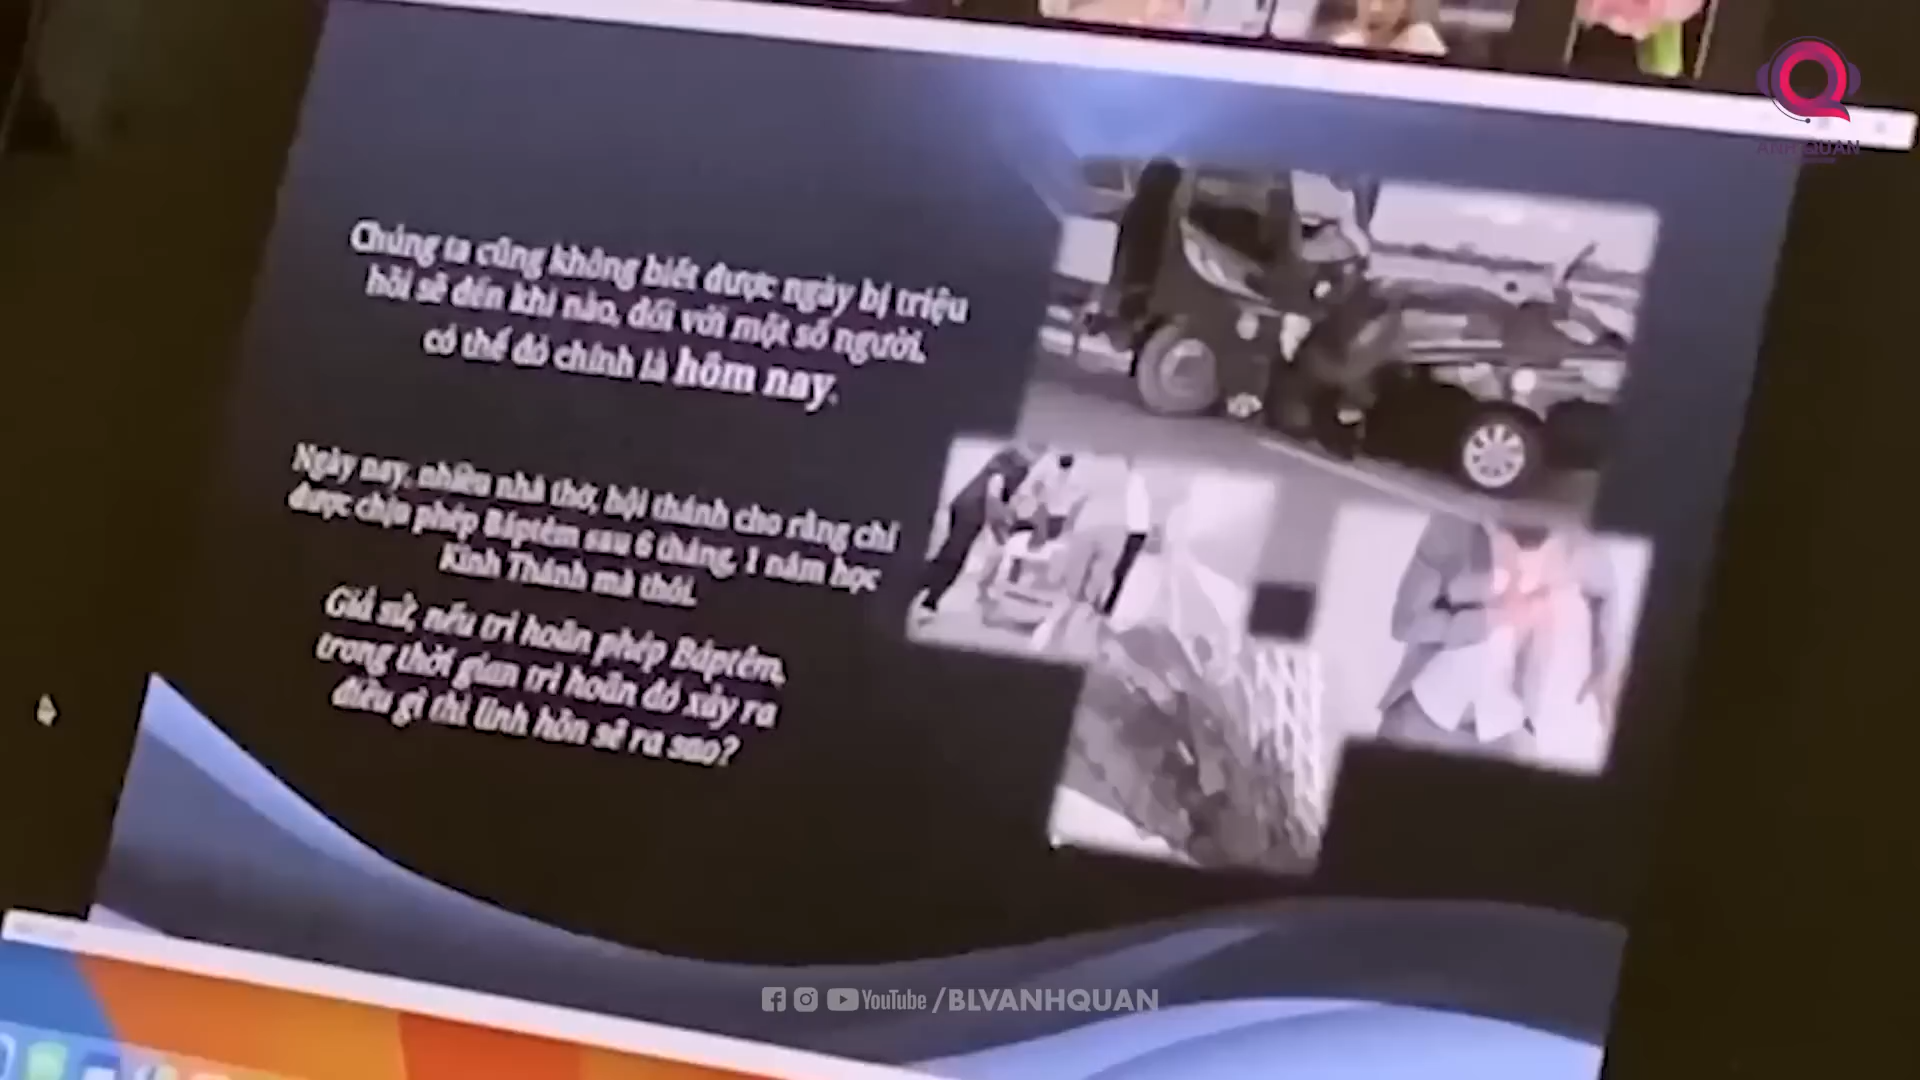 Chúng ta cũng không biết được ngày bị triệu
hồi sẽ đến khi nào, đối với một số người,
có thể đó chính là hôm nay.
Ngày nay, nhiều nhà thờ, hội thánh cho rằng chỉ
được chịu phép Báptêm sau 6 tháng, 1 năm học
Kinh Thánh mà thôi.
Giả sử, nếu trì hoãn phép Báptêm,
trong thời gian trì hoãn đó xảy ra
điều gì thì linh hồn sẽ ra sao?
ANH QUÂN
YouTube /BLVANHQUAN